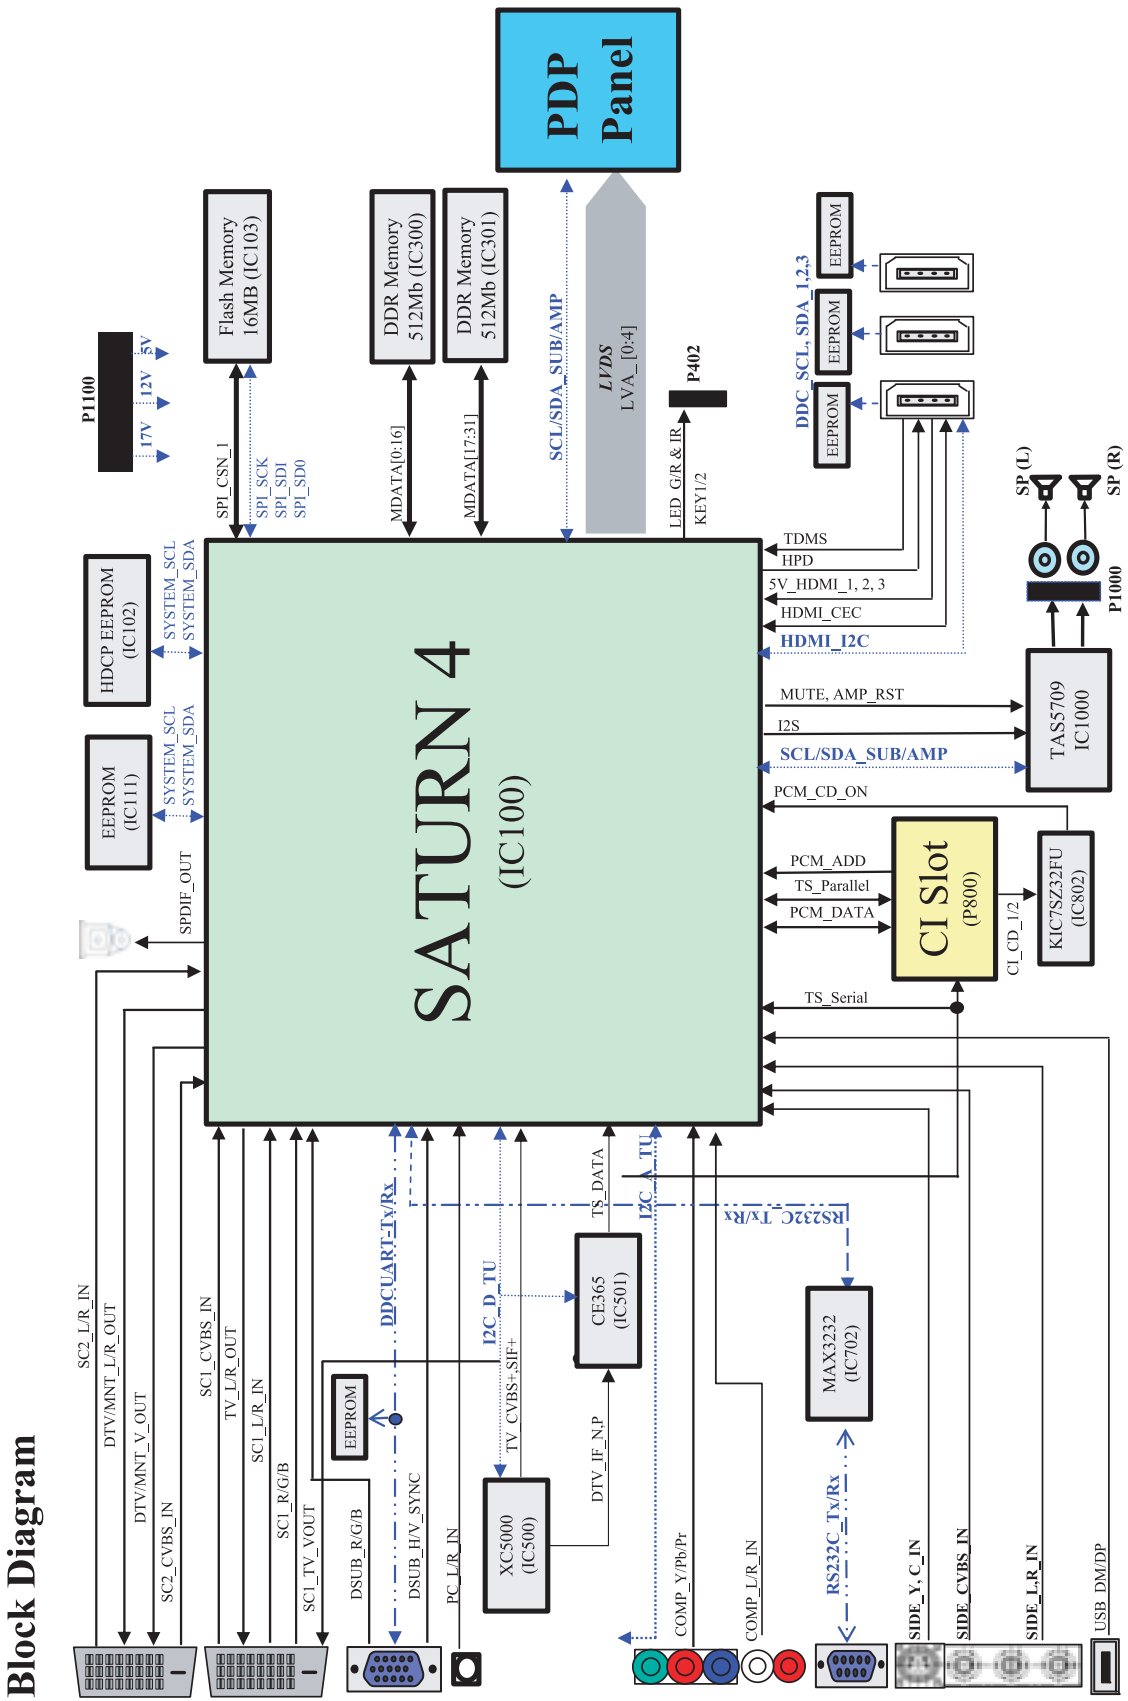 Block Diagram
SC2_L/R_IN
DTV/MNT_L/R_OUT
DTV/MNT_V_OUT
SC2_CVBS_IN
SC1_CVBS_IN
TV_L/R_OUT
SC1_L/R_IN
SC1_R/G/B
SC1_TV_VOUT
DSUB_R/G/B
EEPROM
DDCUART-Tx/Rx
DSUB_H/V_SYNC
PC_L/R_IN
I2C_D_TU
TV_CVBS+,SIF+
XC5000
(IC500)
DTV_IF_N,P
CE365
(IC501)
TS_DATA
I2C_A_TU
COMP_Y/Pb/Pr
COMP_L/R_IN
RS232C_Tx/Rx
MAX3232
(IC702)
RS232C_Tx/Rx
SIDE_Y, C_IN
SIDE_CVBS_IN
SIDE_L,R_IN
USB_DM/DP
SPDIF_OUT
EEPROM
(IC111)
SYSTEM_SCL
SYSTEM_SDA
HDCP EEPROM
(IC102)
SYSTEM_SCL
SYSTEM_SDA
SATURN 4
(IC100)
P1100
17V
12V
5V
Flash Memory
16MB (IC103)
SPI_CSN_1
SPI_SCK
SPI_SDI
SPI_SD0
DDR Memory
512Mb (IC300)
MDATA[0:16]
DDR Memory
512Mb (IC301)
MDATA[17:31]
PDP
Panel
SCL/SDA_SUB/AMP
LVDS
LVA_[0:4]
LED_G/R & IR
KEY1/2
P402
DDC_SCL, SDA_1,2,3
EEPROM
EEPROM
EEPROM
TDMS
HPD
5V_HDMI_1, 2, 3
HDMI_CEC
HDMI_I2C
MUTE, AMP_RST
I2S
SCL/SDA_SUB/AMP
TAS5709
IC1000
P1000
SP (L)
SP (R)
PCM_CD_ON
PCM_ADD
TS_Parallel
PCM_DATA
CI Slot
(P800)
CI_CD_1/2
KIC7SZ32FU
(IC802)
TS_Serial